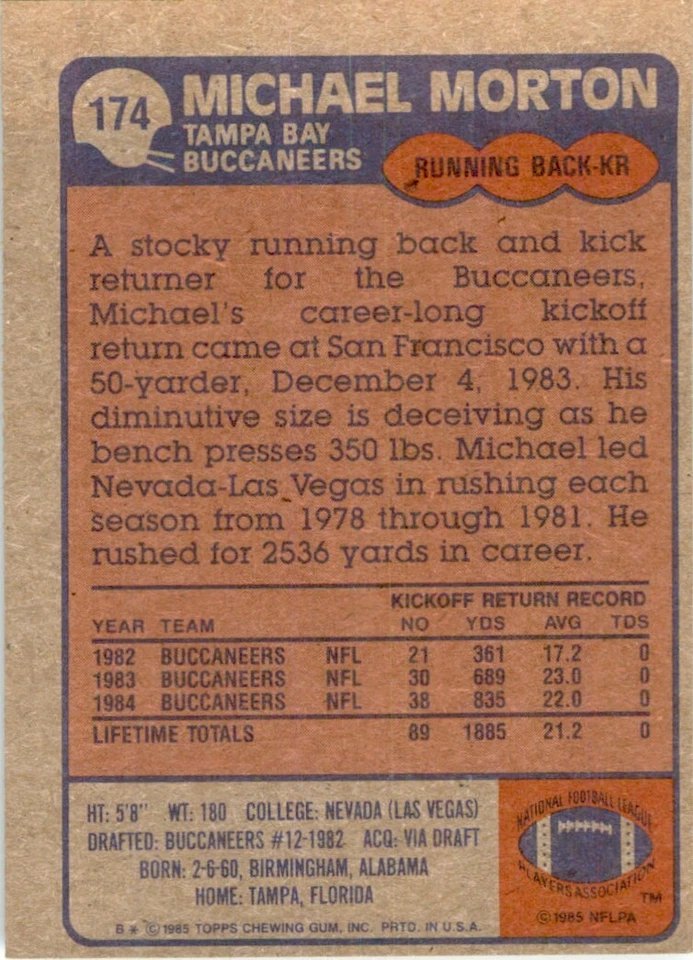 174
MICHAEL MORTON
TAMPA BAY
BUCCANEERS
RUNNING BACK-KR
A stocky running back and kick
returner for the Buccaneers,
Michael's career-long kickoff
return came at San Francisco with a
50-yarder, December 4, 1983. His
diminutive size is deceiving as he
bench presses 350 lbs. Michael led
Nevada-Las Vegas in rushing each
season from 1978 through 1981. He
rushed for 2536 yards in career.
KICKOFF RETURN RECORD
YEAR TEAM NO YDS AVG TDS
1982 BUCCANEERS NFL 21 361 17.2 0
1983 BUCCANEERS NFL 30 689 23.0 0
1984 BUCCANEERS NFL 38 835 22.0 0
LIFETIME TOTALS 89 1885 21.2 0
HT: 5'8" WT: 180 COLLEGE: NEVADA (LAS VEGAS)
DRAFTED: BUCCANEERS #12-1982 ACQ: VIA DRAFT
BORN: 2-6-60, BIRMINGHAM, ALABAMA
HOME: TAMPA, FLORIDA
B * © 1985 TOPPS CHEWING GUM, INC. PRTD. IN U.S.A.
NATIONAL FOOTBALL LEAGUE
PLAYERS ASSOCIATION
TM
© 1985 NFLPA